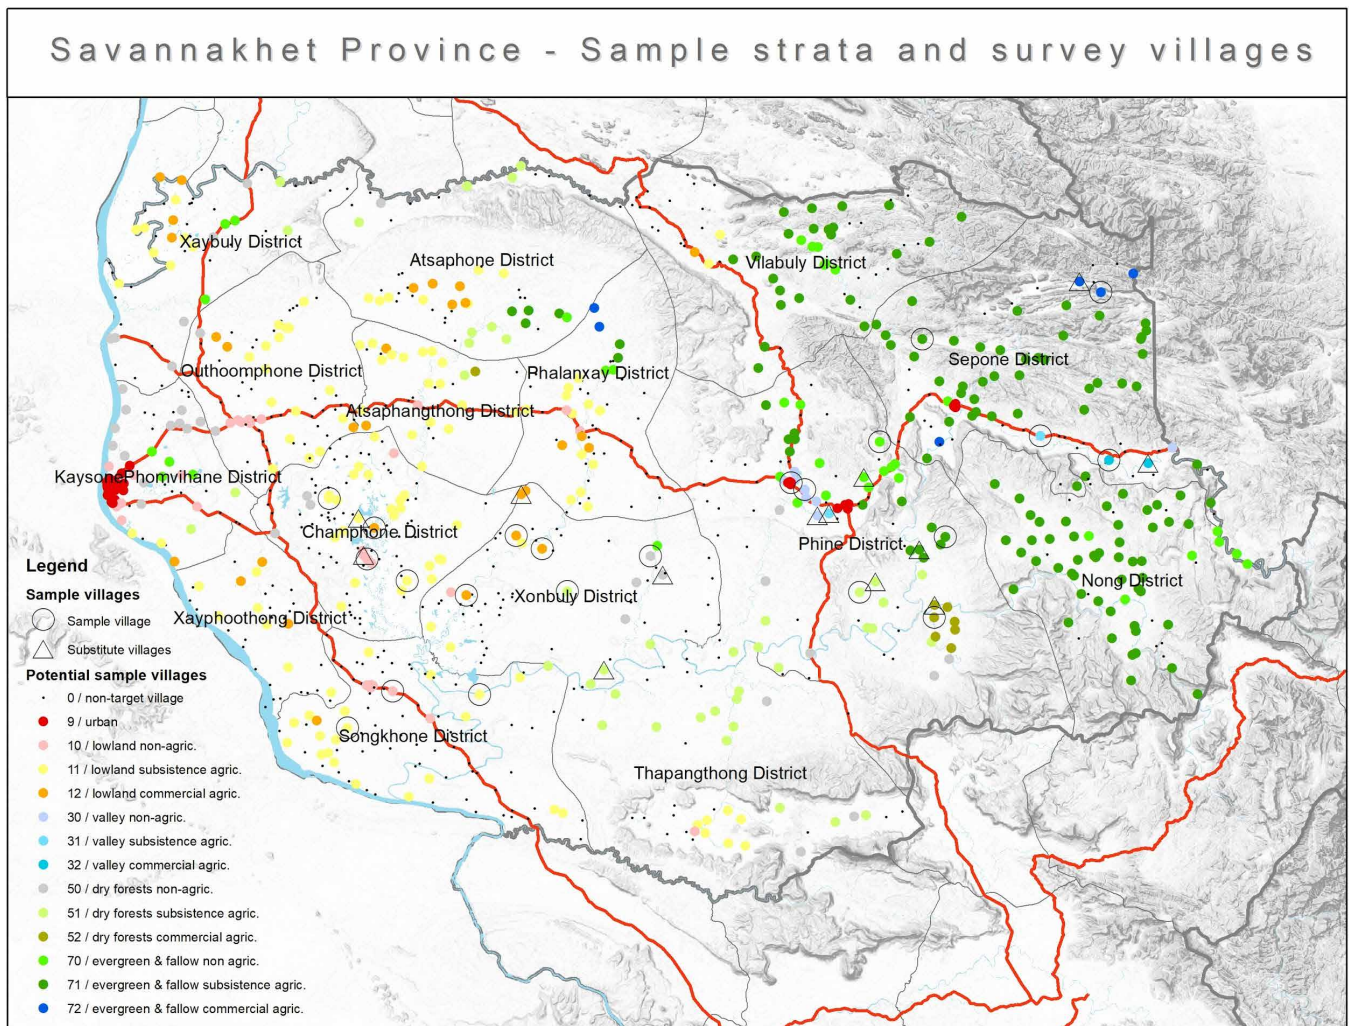 Savannakhet Province - Sample strata and survey villages
Xaybuly District
Atsaphone District
Vilabuly District
Sepone District
Outhoomphone District
Phalanxay District
Atsaphangthong District
KaysonePhomvihane District
Champhone District
Phine District
Nong District
Xonbuly District
Xayphoothong District
Songkhone District
Thapangthong District
Legend
Sample villages
Sample village
Substitute villages
Potential sample villages
0 / non-target village
9 / urban
10 / lowland non-agric.
11 / lowland subsistence agric.
12 / lowland commercial agric.
30 / valley non-agric.
31 / valley subsistence agric.
32 / valley commercial agric.
50 / dry forests non-agric.
51 / dry forests subsistence agric.
52 / dry forests commercial agric.
70 / evergreen & fallow non agric.
71 / evergreen & fallow subsistence agric.
72 / evergreen & fallow commercial agric.